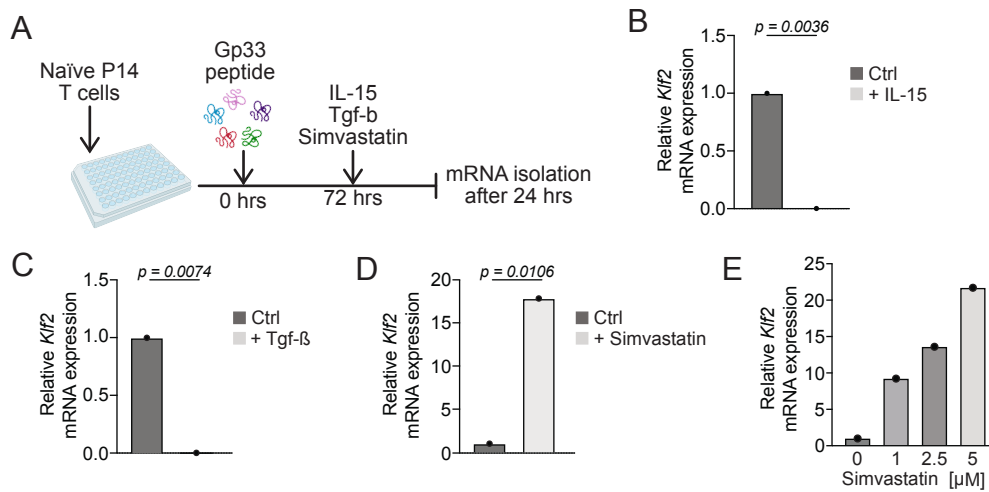 A
Naïve P14
T cells
Gp33
peptide
IL-15
Tgf-b
Simvastatin
0 hrs
72 hrs
mRNA isolation
after 24 hrs
B
p = 0.0036
Relative Klf2
mRNA expression
1.5
1.0
0.5
0.0
Ctrl
+ IL-15
C
p = 0.0074
Relative Klf2
mRNA expression
1.5
1.0
0.5
0.0
Ctrl
+ Tgf-ß
D
p = 0.0106
Relative Klf2
mRNA expression
20
15
10
5
0
Ctrl
+ Simvastatin
E
Relative Klf2
mRNA expression
25
20
15
10
5
0
0 1 2.5 5
Simvastatin [µM]